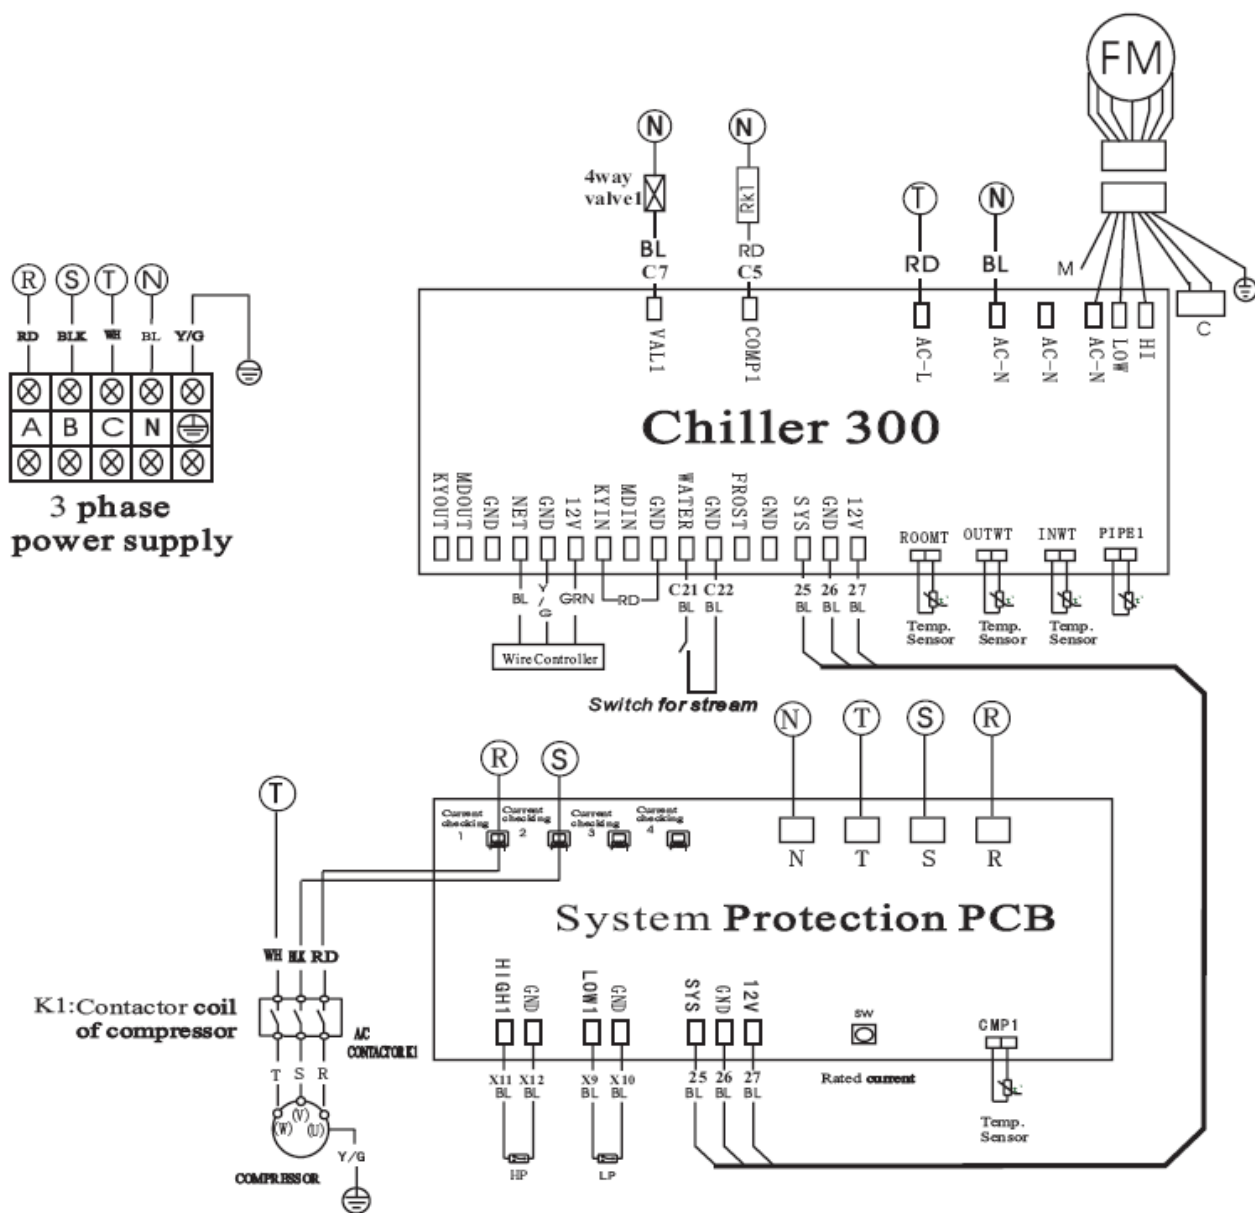 FM
N
N
4way
valve1
Rk1
T
N
BL
RD
RD
BL
M
C7
C5
C
R
S
T
N
RD
BLK
WH
BL
Y/G
VAL1
COMP1
AC-L
AC-N
AC-N
AC-N
LOW
HI
A
B
C
N
Chiller 300
3 phase
power supply
KYOUT
MDOUT
GND
NET
GND
12V
KYIN
MDIN
GND
WATER
GND
FROST
GND
SYS
GND
12V
ROOMT
OUTWT
INWT
PIPE1
BL
Y/G
GRN
RD
C21
BL
C22
BL
25
BL
26
BL
27
BL
Temp.
Sensor
Temp.
Sensor
Temp.
Sensor
Wire Controller
Switch for stream
N
T
S
R
R
S
T
Current
checking
1
Current
checking
2
Current
checking
3
Current
checking
4
N
T
S
R
System Protection PCB
WH
BLK
RD
K1:Contactor coil
of compressor
A/C
CONTACTOR K1
HIGH1
GND
LOW1
GND
SYS
GND
12V
SW
CMP1
T
S
R
X11
BL
X12
BL
X9
BL
X10
BL
25
BL
26
BL
27
BL
Rated current
Temp.
Sensor
(W)
(V)
(U)
Y/G
HP
LP
COMPRESSOR